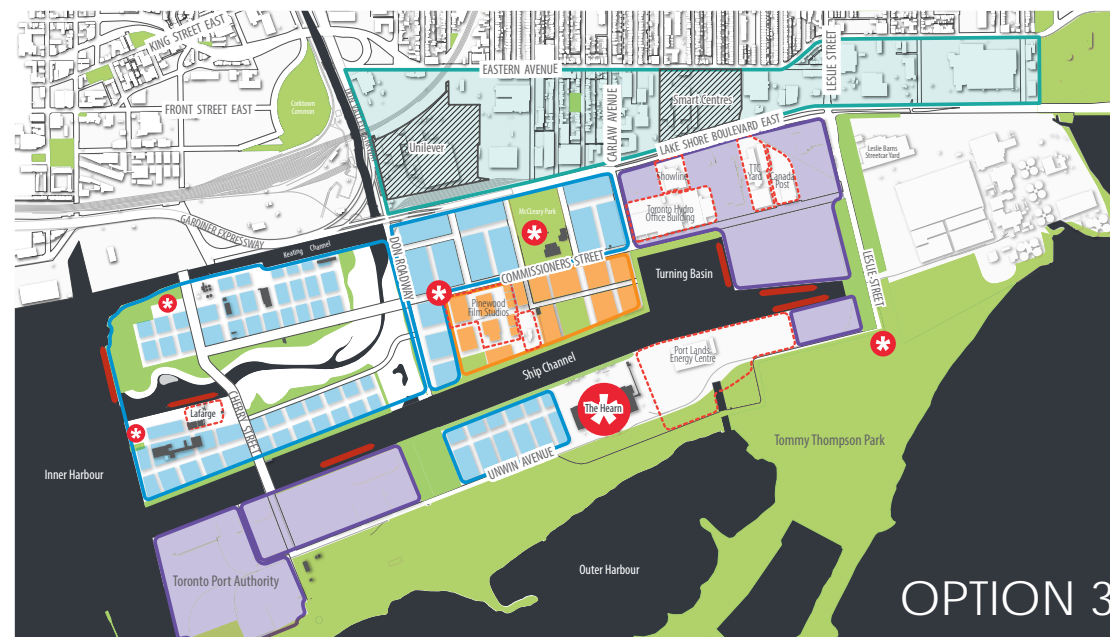 KING STREET EAST
FRONT STREET EAST
Corktown
Common
EASTERN AVENUE
LESLIE STREET
Unilever
CARLAW AVENUE
Smart Centres
LAKE SHORE BOULEVARD EAST
Leslie Barns
Streetcar Yard
GARDINER EXPRESSWAY
Keating Channel
DON ROADWAY
McCleary Park
Showline
Toronto Hydro
Office Building
TTC
Yard
Canada
Post
COMMISSIONERS STREET
Turning Basin
LESLIE STREET
Pinewood
Film Studios
Ship Channel
Port Lands
Energy Centre
Lafarge
CHERRY STREET
The Hearn
Tommy Thompson Park
UNWIN AVENUE
Inner Harbour
Toronto Port Authority
Outer Harbour
OPTION 3